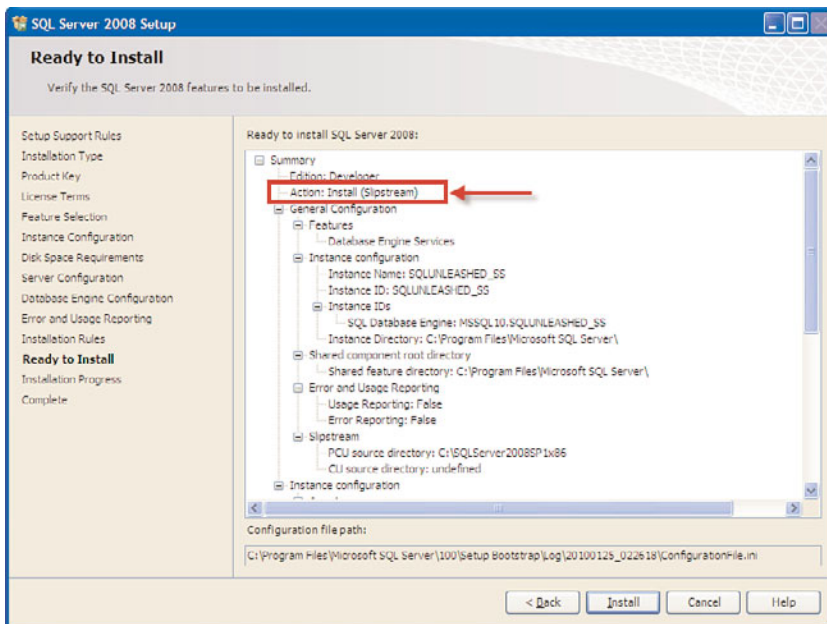 SQL Server 2008 Setup
Ready to Install
Verify the SQL Server 2008 features to be installed.
Setup Support Rules
Installation Type
Product Key
License Terms
Feature Selection
Instance Configuration
Disk Space Requirements
Server Configuration
Database Engine Configuration
Error and Usage Reporting
Installation Rules
Ready to Install
Installation Progress
Complete
Ready to install SQL Server 2008:
Summary
Edition: Developer
Action: Install (Slipstream)
General Configuration
Features
Database Engine Services
Instance configuration
Instance Name: SQLUNLEASHED_SS
Instance ID: SQLUNLEASHED_SS
Instance IDs
SQL Database Engine: MSSQL10.SQLUNLEASHED_SS
Instance Directory: C:\Program Files\Microsoft SQL Server\
Shared component root directory
Shared feature directory: C:\Program Files\Microsoft SQL Server\
Error and Usage Reporting
Usage Reporting: False
Error Reporting: False
Slipstream
PCU source directory: C:\SQLServer2008SP1x86
CU source directory: undefined
Instance configuration
Configuration file path:
C:\Program Files\Microsoft SQL Server\100\Setup Bootstrap\Log\20100125_022618\ConfigurationFile.ini
< Back
Install
Cancel
Help